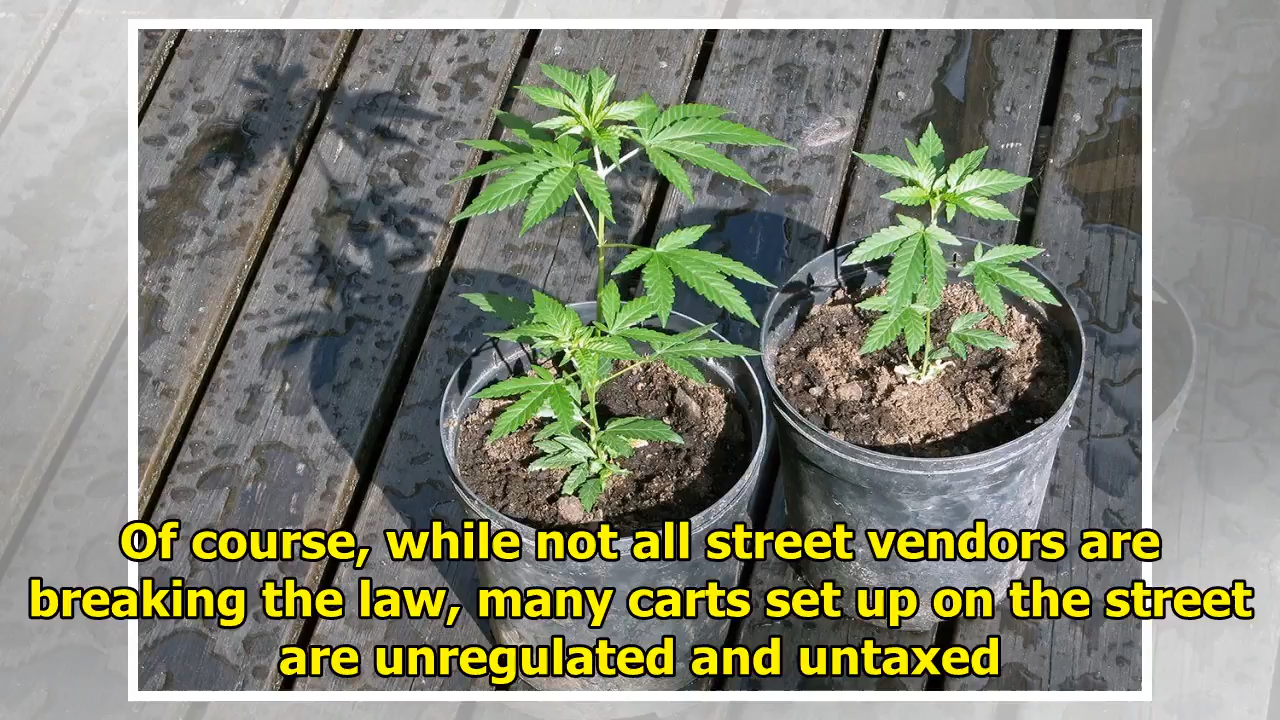 Of course, while not all street vendors are
breaking the law, many carts set up on the street
are unregulated and untaxed